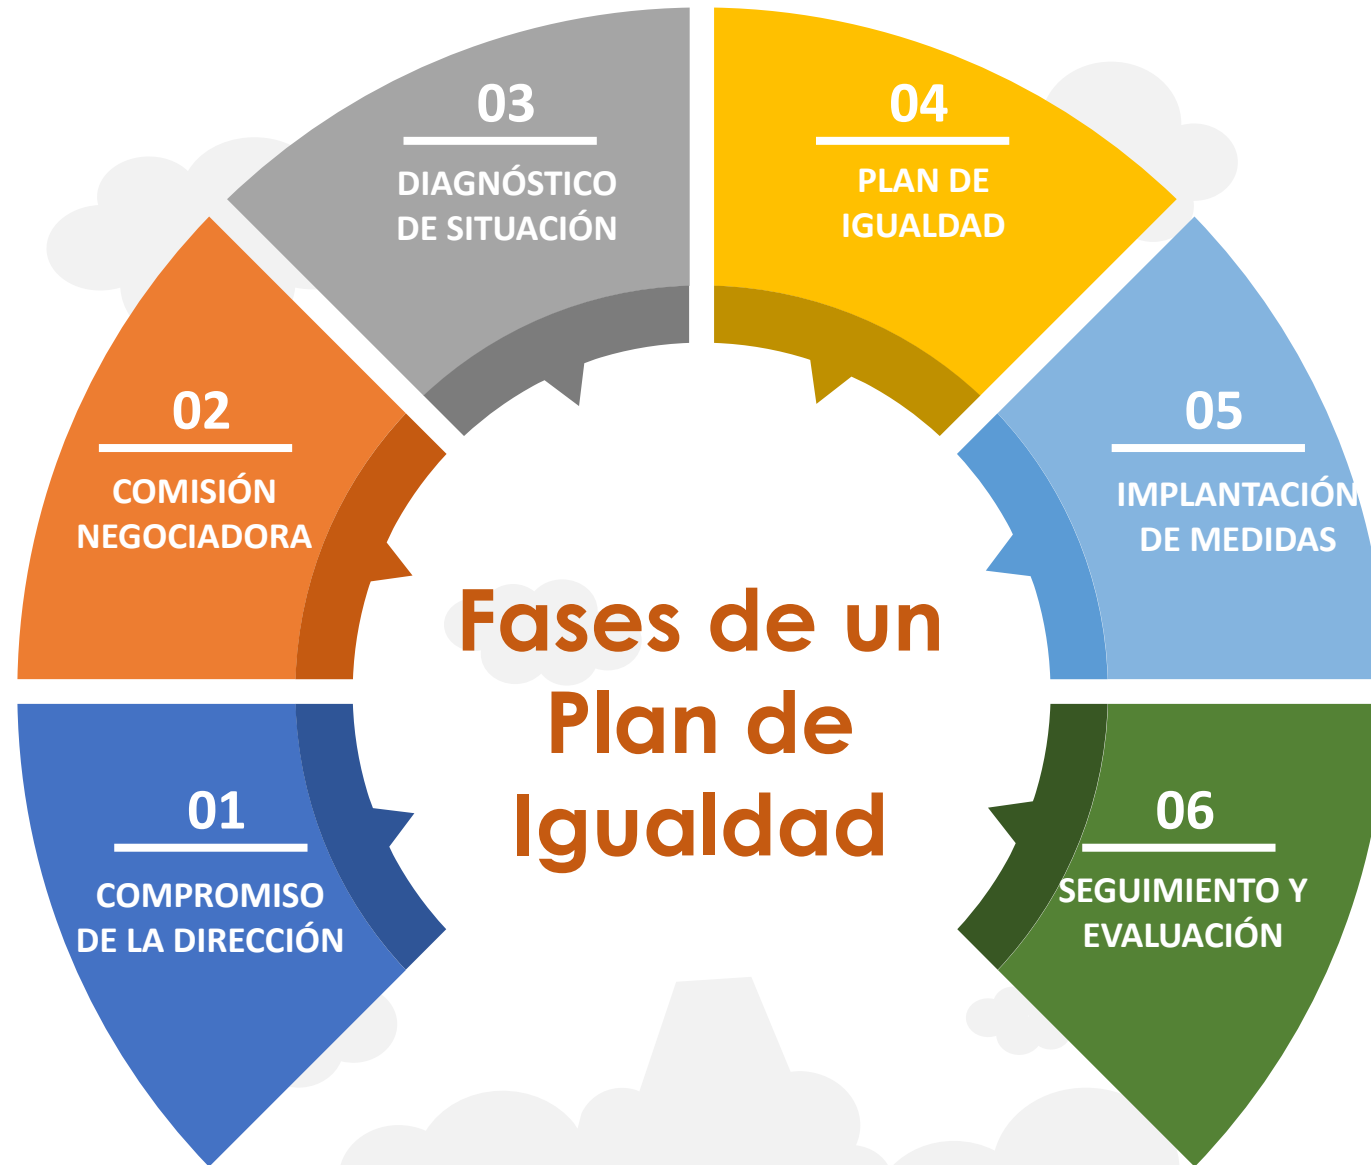 03
DIAGNÓSTICO
DE SITUACIÓN
04
PLAN DE
IGUALDAD
02
COMISIÓN
NEGOCIADORA
05
IMPLANTACIÓN
DE MEDIDAS
Fases de un
Plan de
Igualdad
01
COMPROMISO
DE LA DIRECCIÓN
06
SEGUIMIENTO Y
EVALUACIÓN